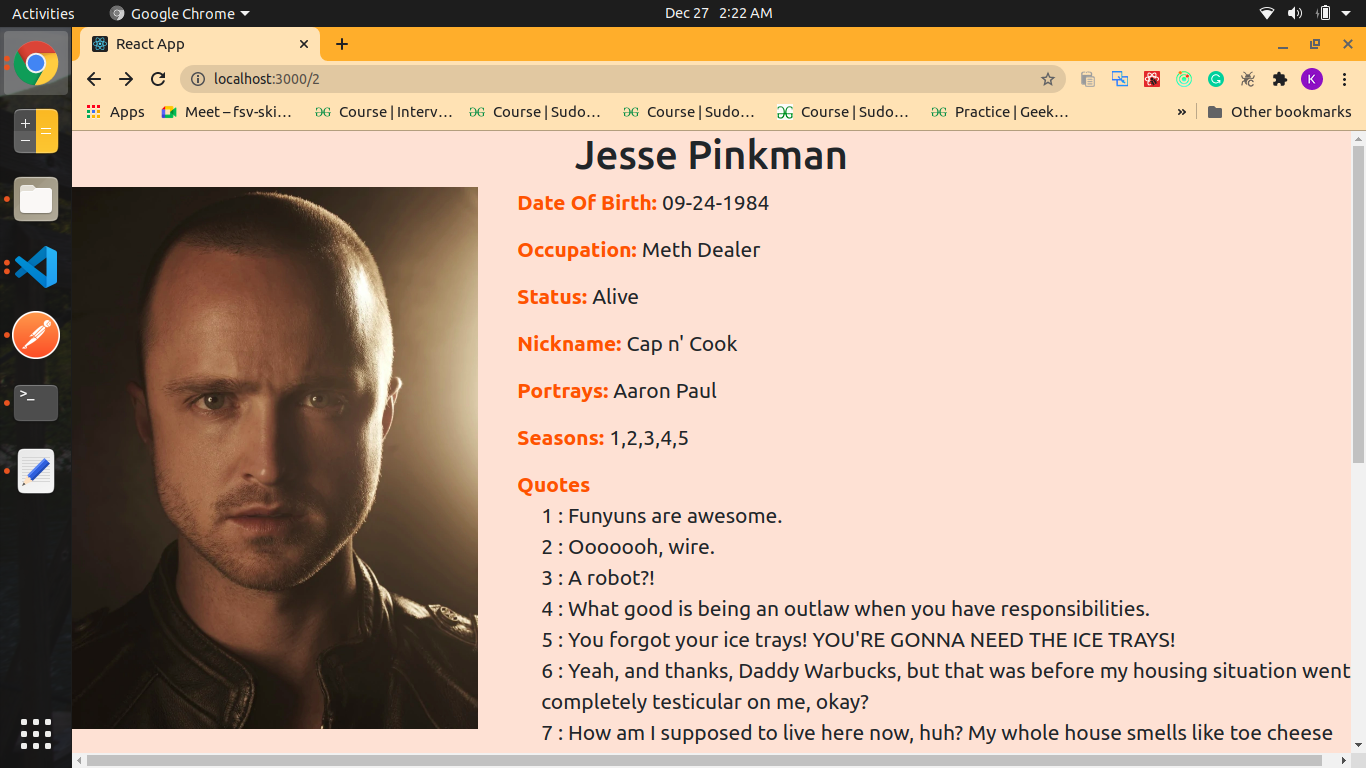 Activities
Google Chrome
Dec 27 2:22 AM
React App
localhost:3000/2
K
Apps
Meet – fsv-ski...
Course | Interv...
Course | Sudo...
Course | Sudo...
Course | Sudo...
Practice | Geek...
»
Other bookmarks
Jesse Pinkman
Date Of Birth: 09-24-1984
Occupation: Meth Dealer
Status: Alive
Nickname: Cap n' Cook
Portrays: Aaron Paul
Seasons: 1,2,3,4,5
Quotes
1 : Funyuns are awesome.
2 : Ooooooh, wire.
3 : A robot?!
4 : What good is being an outlaw when you have responsibilities.
5 : You forgot your ice trays! YOU'RE GONNA NEED THE ICE TRAYS!
6 : Yeah, and thanks, Daddy Warbucks, but that was before my housing situation went
completely testicular on me, okay?
7 : How am I supposed to live here now, huh? My whole house smells like toe cheese